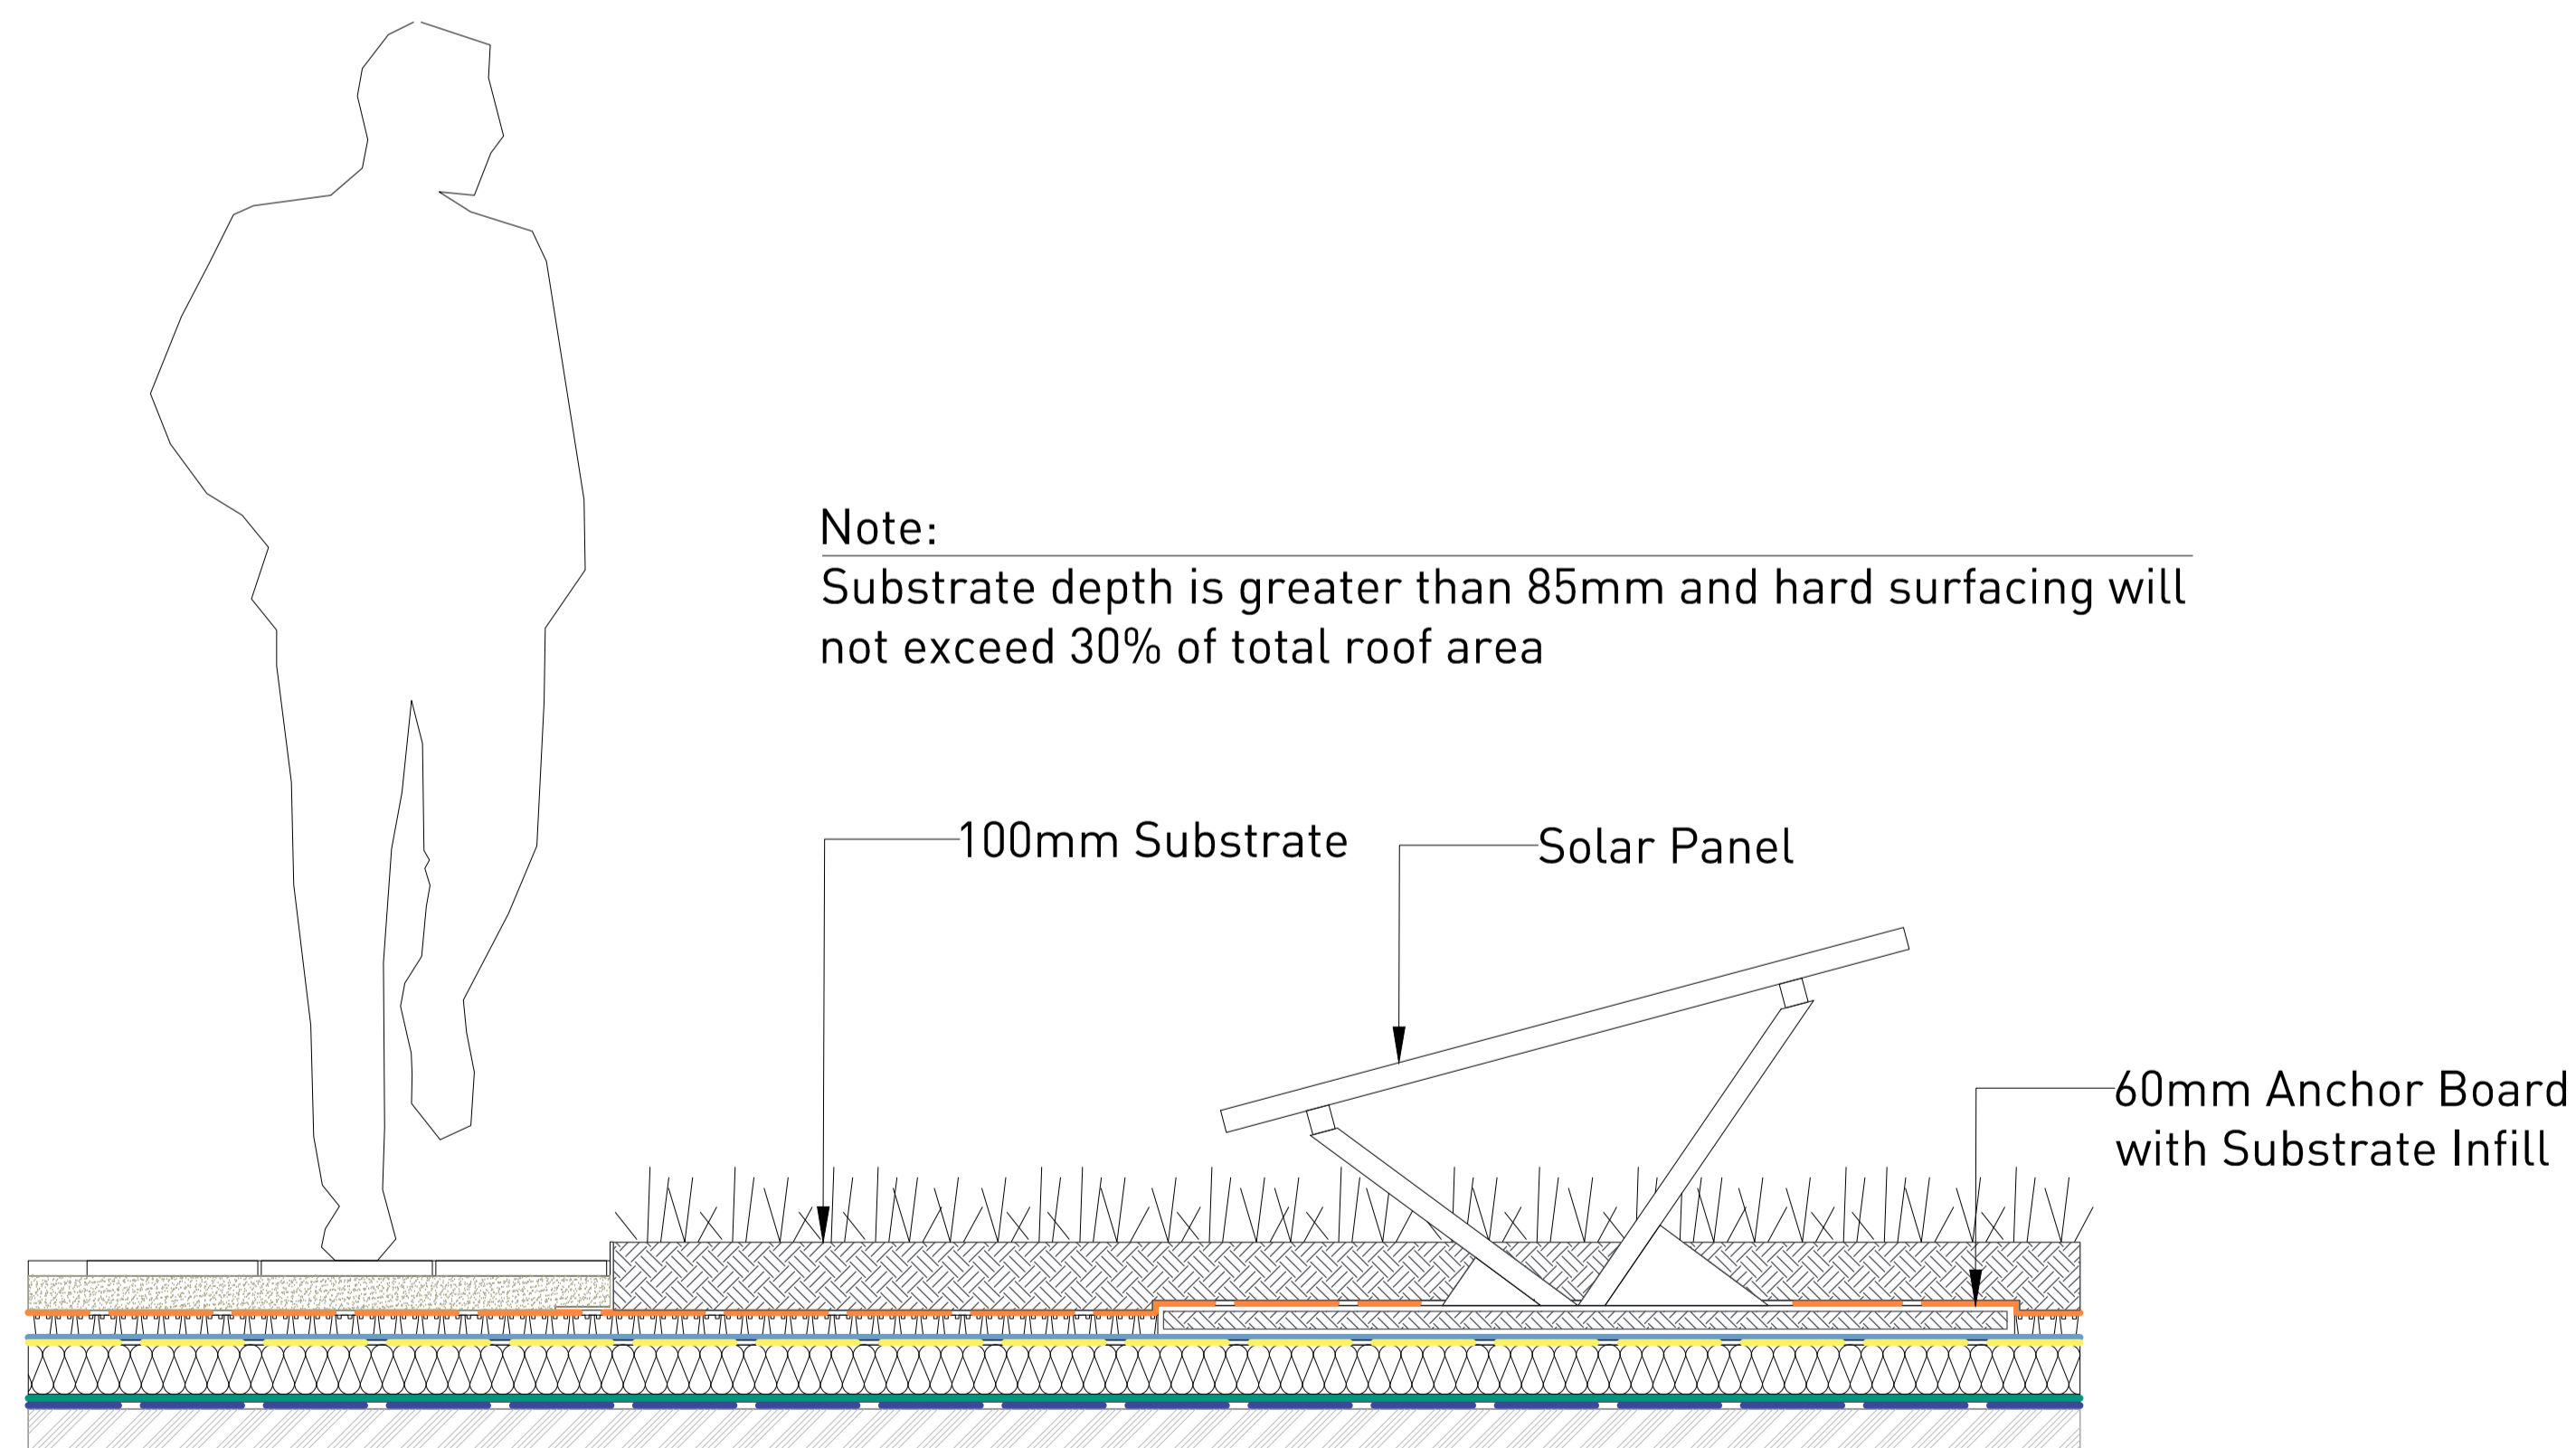 Note:
Substrate depth is greater than 85mm and hard surfacing will
not exceed 30% of total roof area
100mm Substrate
Solar Panel
60mm Anchor Board
with Substrate Infill